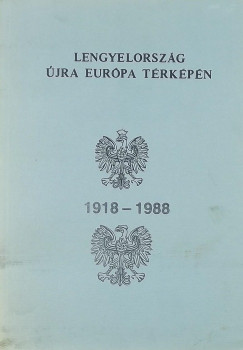 LENGYELORSZÁG
ÚJRA EURÓPA TÉRKÉPÉN
1918 – 1988